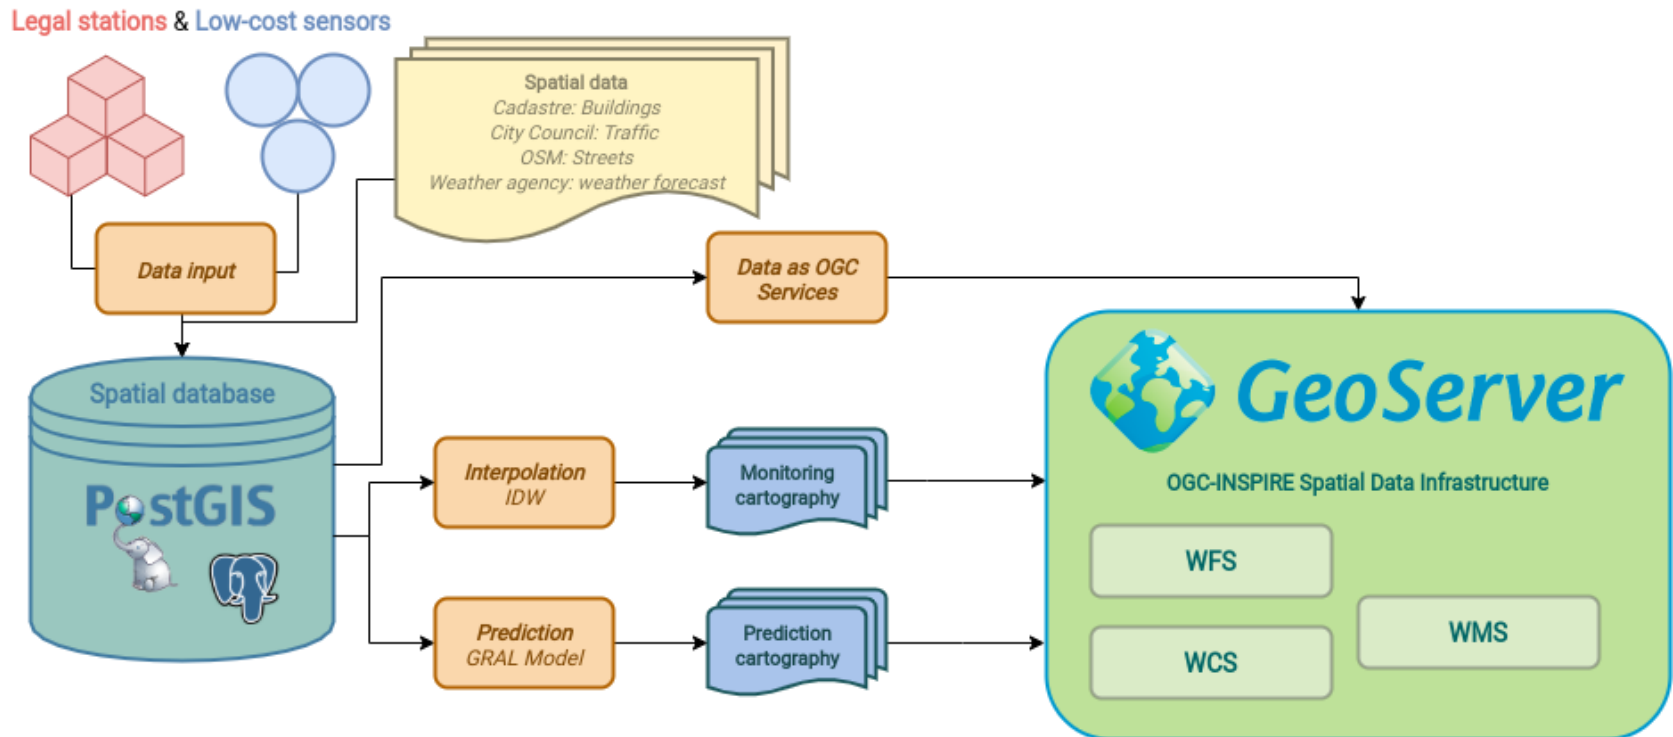 Legal stations & Low-cost sensors
Spatial data
Cadastre: Buildings
City Council: Traffic
OSM: Streets
Weather agency: weather forecast
Data input
Data as OGC
Services
Spatial database
PostGIS
Interpolation
IDW
Monitoring
cartography
Prediction
GRAL Model
Prediction
cartography
GeoServer
OGC-INSPIRE Spatial Data Infrastructure
WFS
WMS
WCS